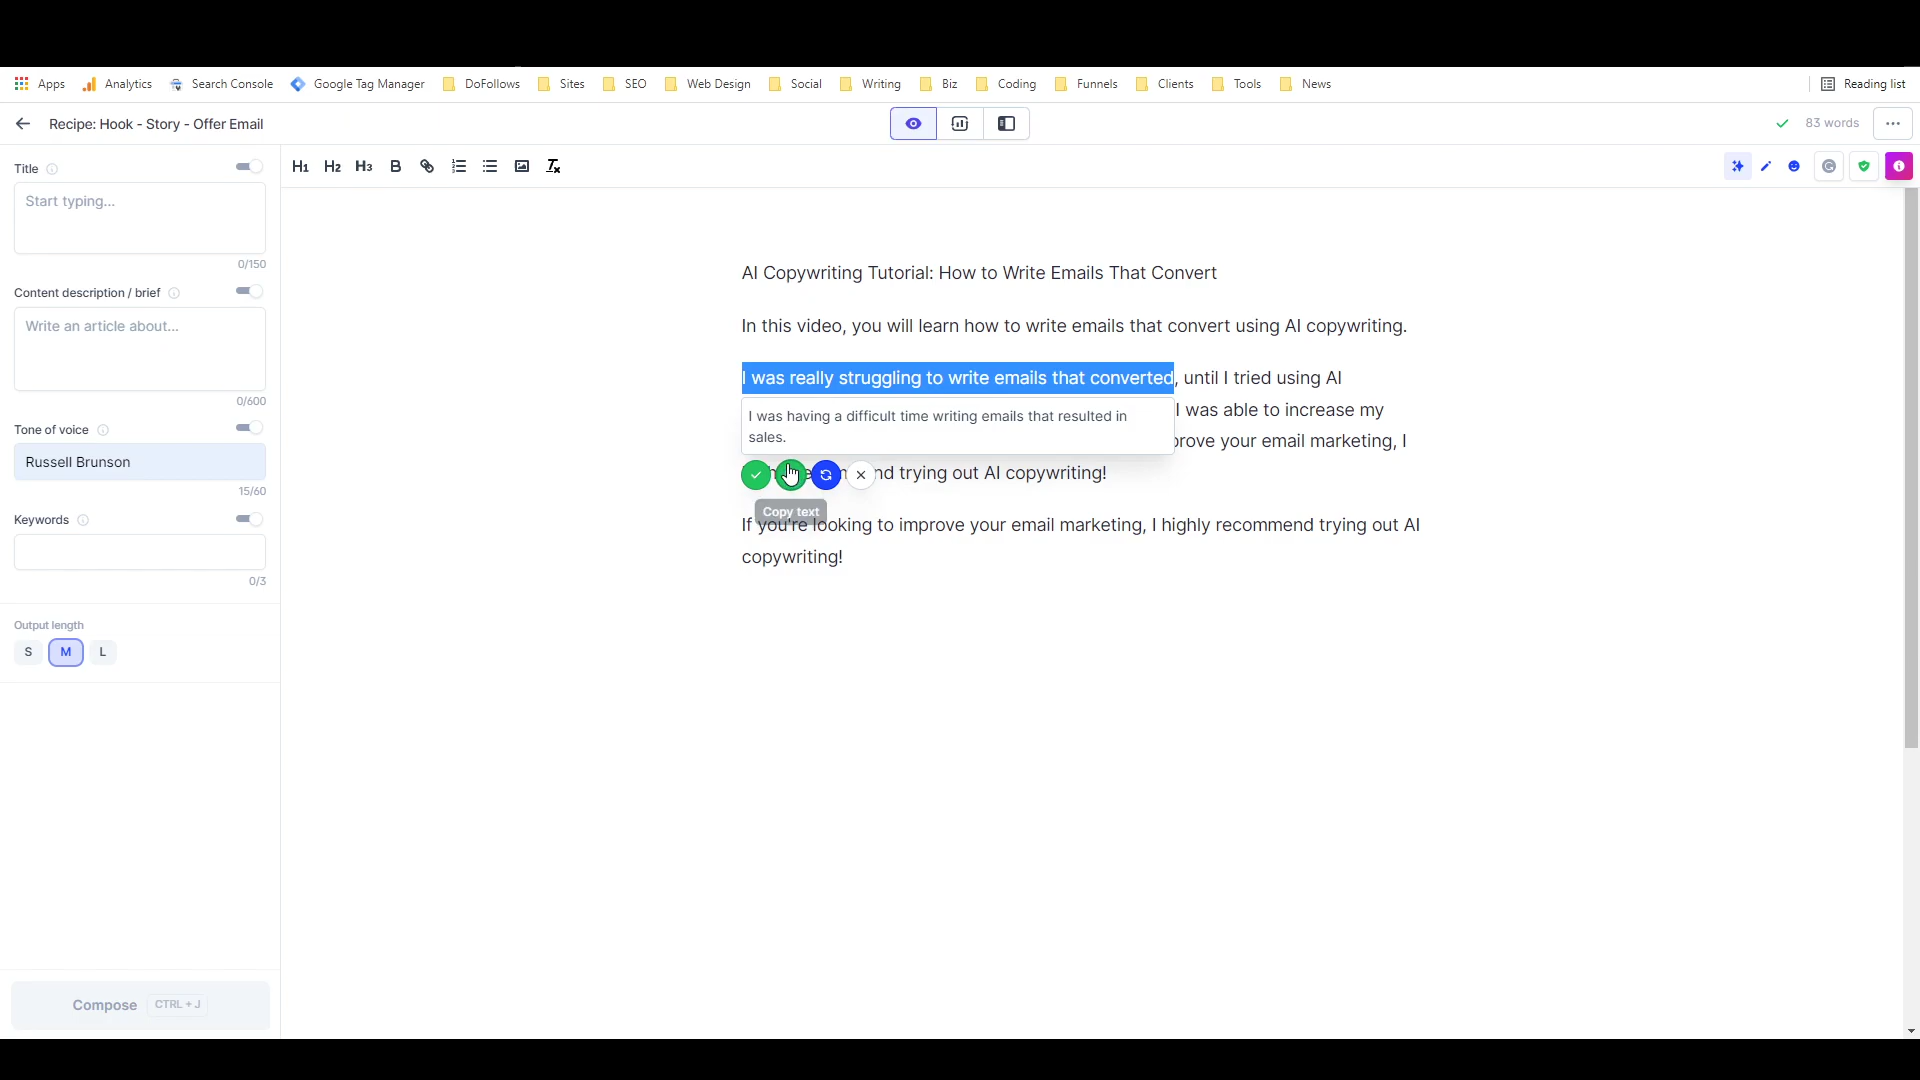 Apps Analytics Search Console Google Tag Manager DoFollows Sites SEO Web Design Social Writing Biz Coding Funnels Clients Tools News Reading list
Recipe: Hook - Story - Offer Email
83 words
Title
Start typing...
0/150
Content description / brief
Write an article about...
0/600
Tone of voice
Russell Brunson
15/60
Keywords
0/3
Output length
S M L
Compose CTRL + J
H1 H2 H3 B
AI Copywriting Tutorial: How to Write Emails That Convert
In this video, you will learn how to write emails that convert using AI copywriting.
I was really struggling to write emails that converted, until I tried using AI
I was able to increase my
your email marketing, I
I was having a difficult time writing emails that resulted in
sales.
trying out AI copywriting!
Copy text
If you're looking to improve your email marketing, I highly recommend trying out AI
copywriting!